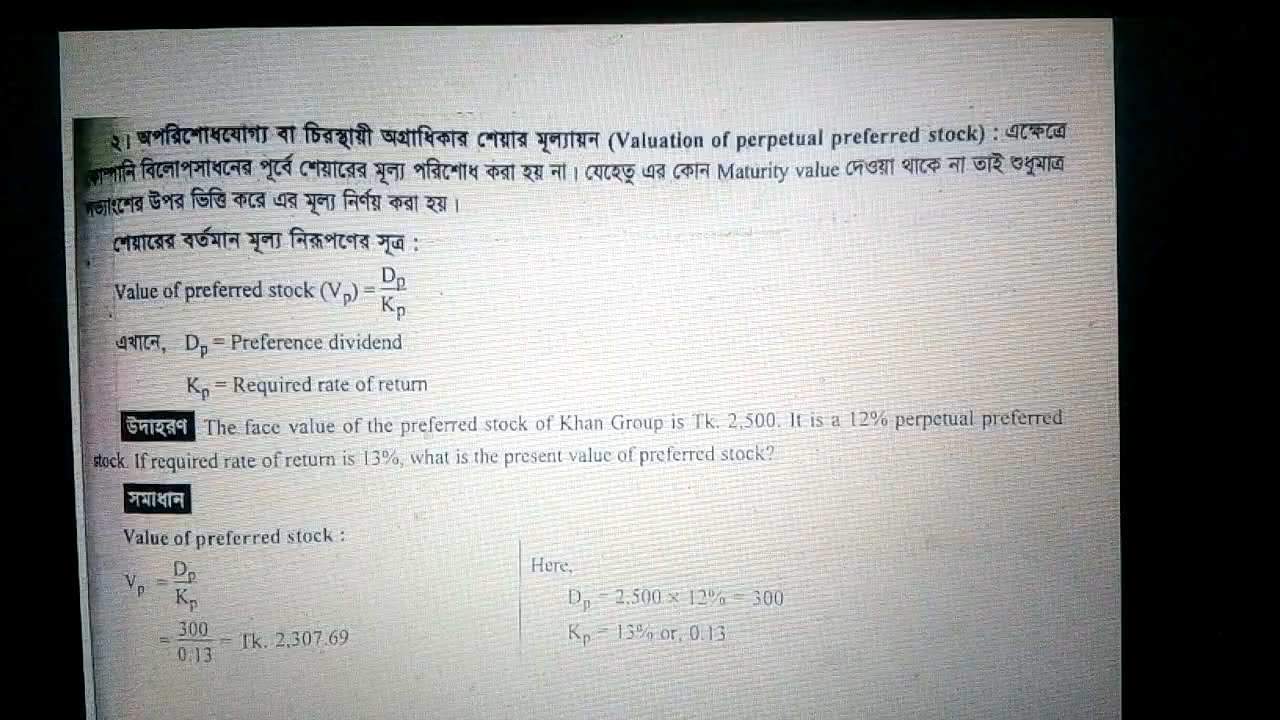 ২। অপরিশোধযোগ্য বা চিরস্থায়ী অগ্রাধিকার শেয়ার মূল্যায়ন (Valuation of perpetual preferred stock) : এক্ষেত্রে
কোম্পানি বিলোপসাধনের পূর্বে শেয়ারের মূল্য পরিশোধ করা হয় না। যেহেতু এর কোন Maturity value দেওয়া থাকে না তাই শুধুমাত্র
লভ্যাংশের উপর ভিত্তি করে এর মূল্য নির্ণয় করা হয়।
শেয়ারের বর্তমান মূল্য নিরূপণের সূত্র :
Value of preferred stock (Vp) = Dp / Kp
এখানে, Dp = Preference dividend
Kp = Required rate of return
উদাহরণ The face value of the preferred stock of Khan Group is Tk. 2,500. It is a 12% perpetual preferred
stock. If required rate of return is 13%, what is the present value of preferred stock?
সমাধান
Value of preferred stock :
Vp = Dp / Kp
= 300 / 0.13 = Tk. 2,307.69
Here,
Dp = 2,500 × 12% = 300
Kp = 13% or, 0.13